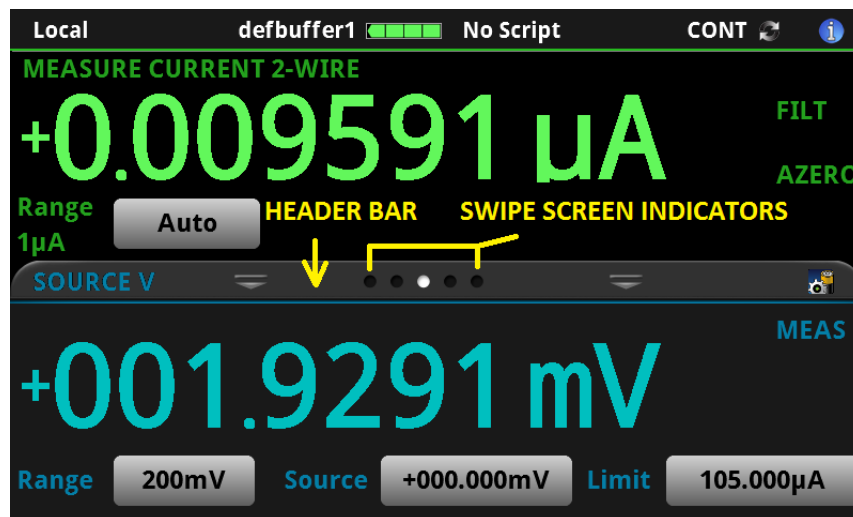 Local defbuffer1 No Script CONT i
MEASURE CURRENT 2-WIRE
+0.009591 µA
FILT
AZERO
Range
1µA
Auto
HEADER BAR SWIPE SCREEN INDICATORS
SOURCE V
MEAS
+001.9291 mV
Range 200mV Source +000.000mV Limit 105.000µA